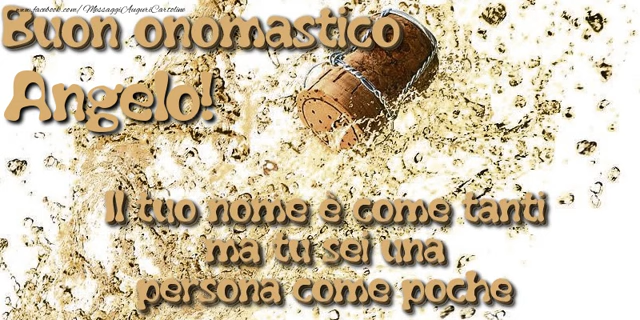 www.facebook.com/MessaggiAuguriCartoline
Buon onomastico
Angelo!
Il tuo nome è come tanti
ma tu sei una
persona come poche